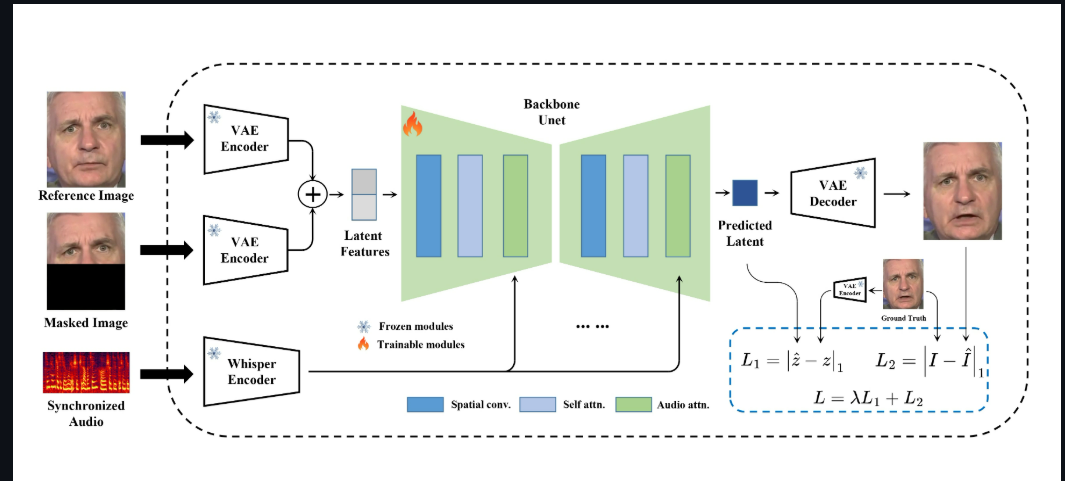 Reference Image
Masked Image
Synchronized
Audio
VAE
Encoder
VAE
Encoder
Whisper
Encoder
+
Latent
Features
Backbone
Unet
Frozen modules
Trainable modules
... ...
Spatial conv.
Self attn.
Audio attn.
Predicted
Latent
VAE
Decoder
VAE
Encoder
Ground Truth
L₁ = |ẑ − z|₁
L₂ = |I − Î|₁
L = λL₁ + L₂